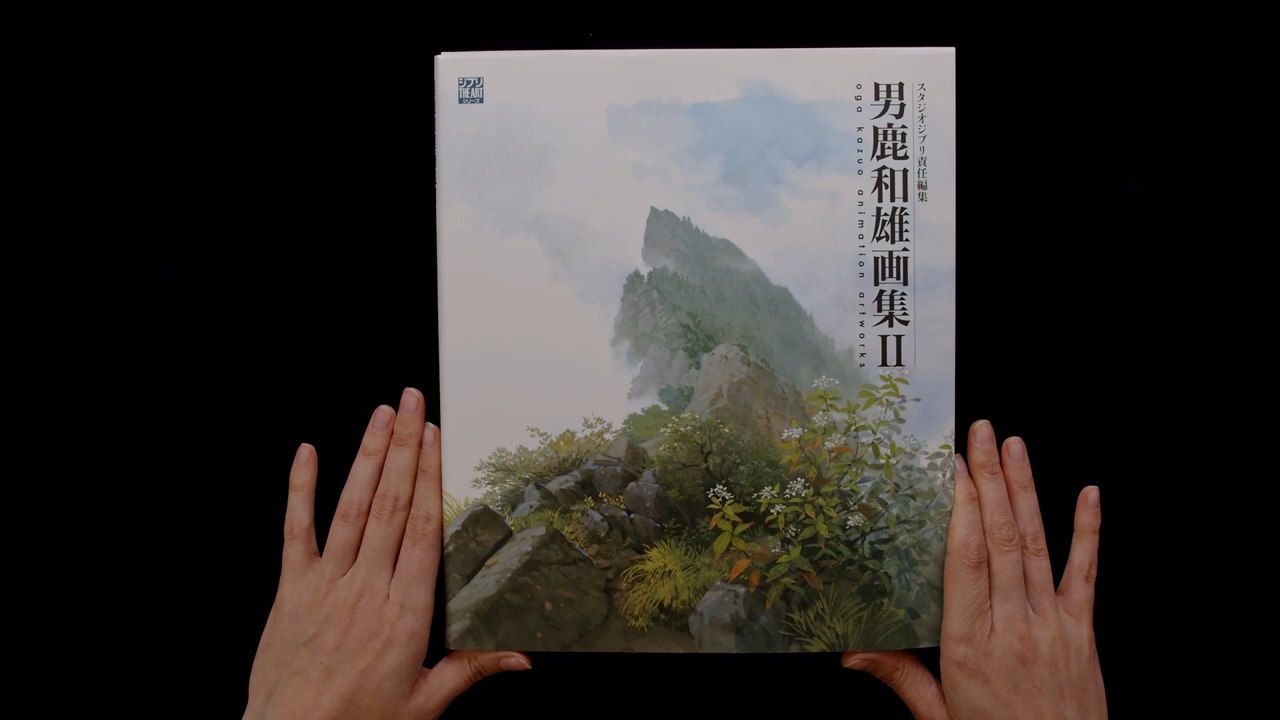 ジブリ
THE ART
シリーズ
スタジオジブリ責任編集
男鹿和雄画集II
oga kazuo animation artworks